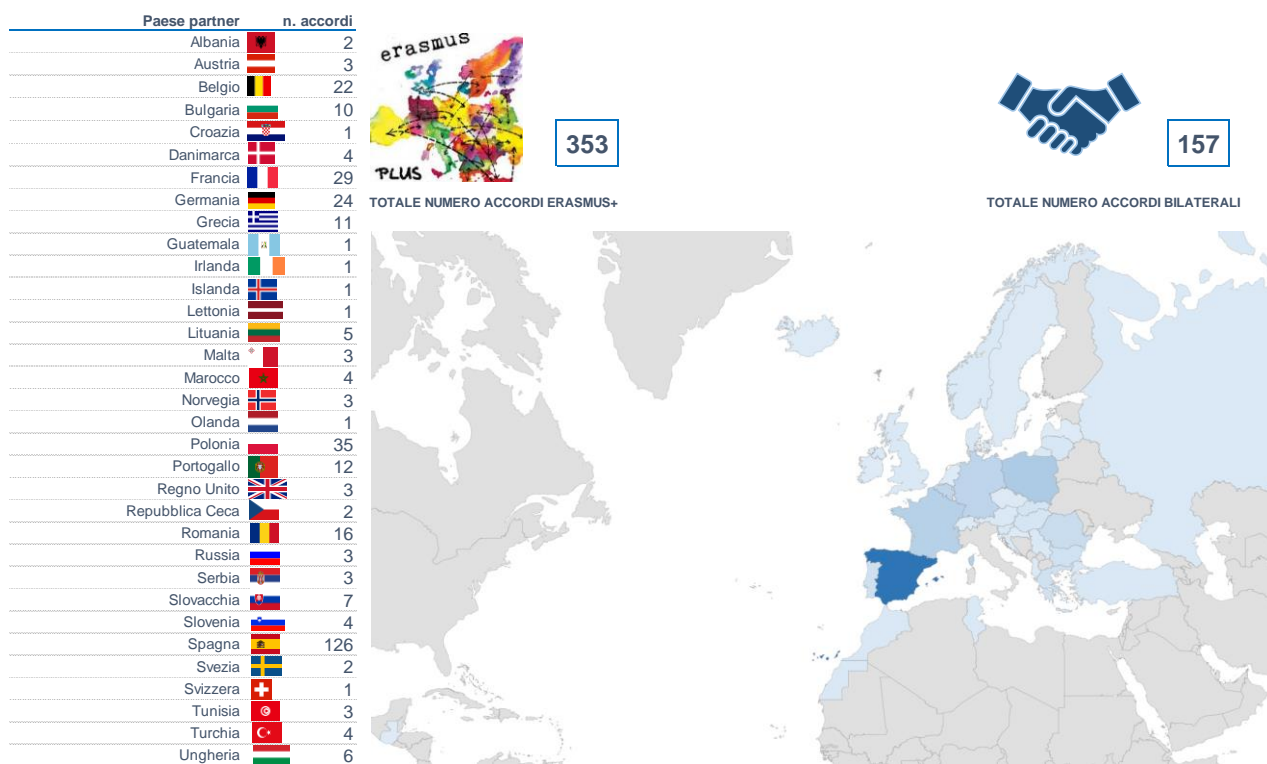 Paese partner n. accordi
Albania 2
Austria 3
Belgio 22
Bulgaria 10
Croazia 1
Danimarca 4
Francia 29
Germania 24
Grecia 11
Guatemala 1
Irlanda 1
Islanda 1
Lettonia 1
Lituania 5
Malta 3
Marocco 4
Norvegia 3
Olanda 1
Polonia 35
Portogallo 12
Regno Unito 3
Repubblica Ceca 2
Romania 16
Russia 3
Serbia 3
Slovacchia 7
Slovenia 4
Spagna 126
Svezia 2
Svizzera 1
Tunisia 3
Turchia 4
Ungheria 6
erasmus
PLUS
353
TOTALE NUMERO ACCORDI ERASMUS+
157
TOTALE NUMERO ACCORDI BILATERALI